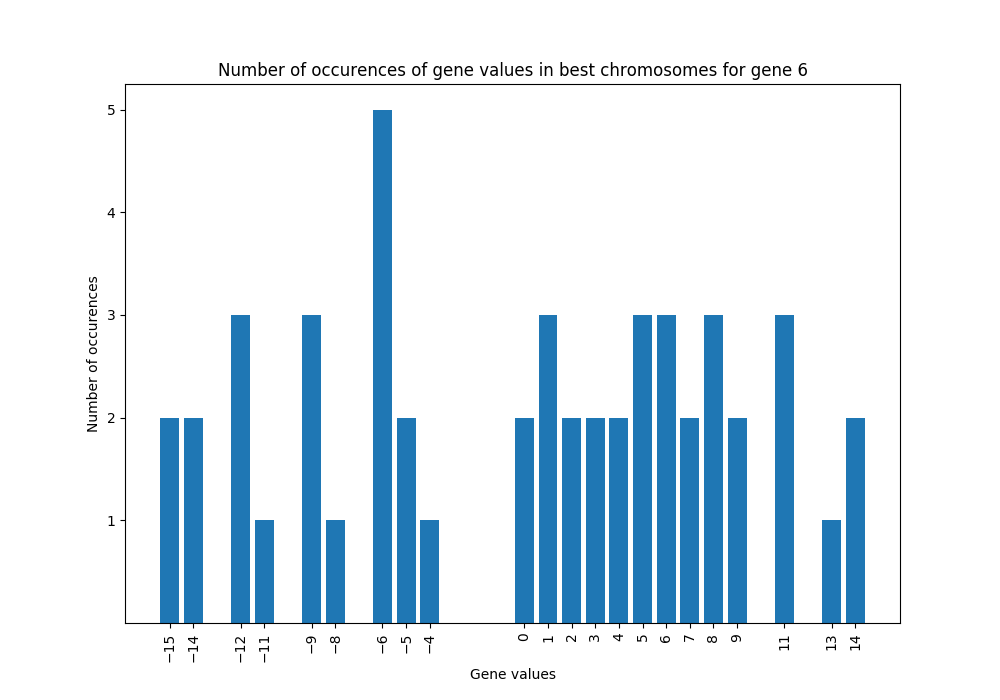 Number of occurences of gene values in best chromosomes for gene 6
Number of occurences
5
4
3
2
1
−15 −14 −12 −11 −9 −8 −6 −5 −4 0 1 2 3 4 5 6 7 8 9 11 13 14
Gene values